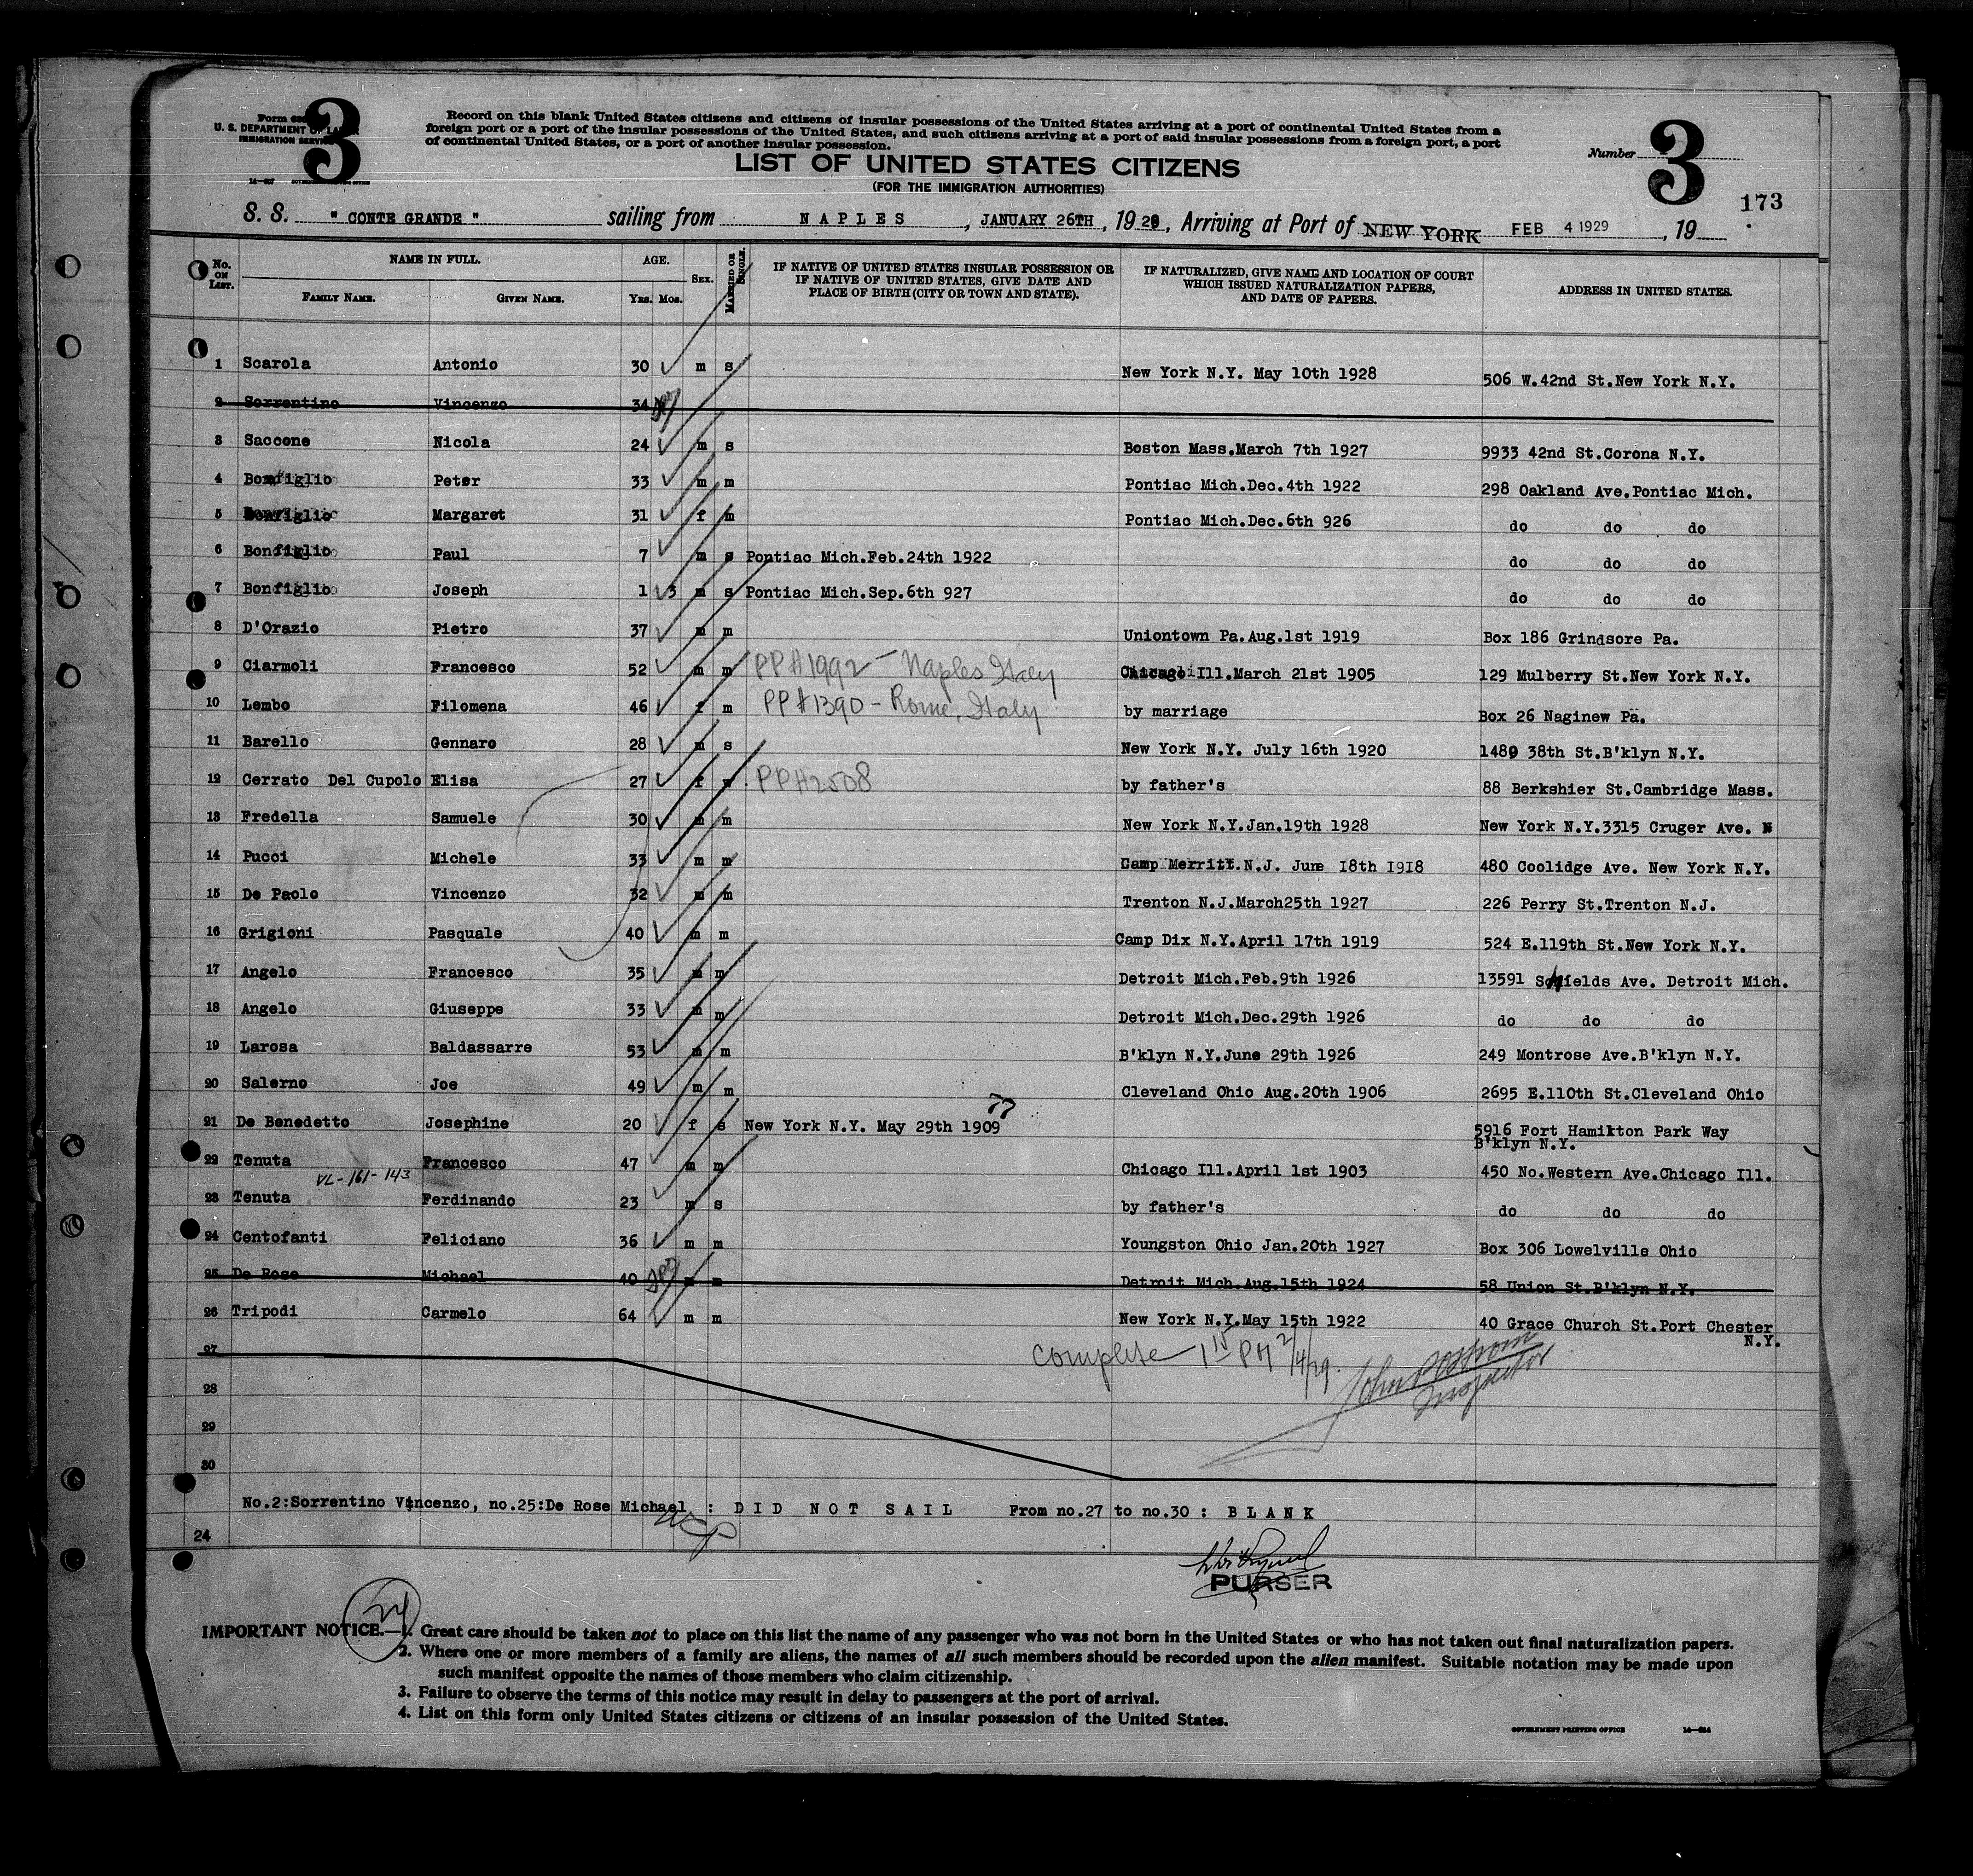 Form 630
U. S. DEPARTMENT OF LABOR
IMMIGRATION SERVICE
3
Record on this blank United States citizens and citizens of insular possessions of the United States arriving at a port of continental United States from a
foreign port or a port of the insular possessions of the United States, and such citizens arriving at a port of said insular possessions from a foreign port, a port
of continental United States, or a port of another insular possession.
LIST OF UNITED STATES CITIZENS
(FOR THE IMMIGRATION AUTHORITIES)
Number 3
173
S. S. " CONTE GRANDE " sailing from NAPLES, JANUARY 26TH, 1929, Arriving at Port of NEW YORK FEB 4 1929, 19
No. ON LIST. NAME IN FULL. AGE. SEX. MARRIED OR SINGLE. IF NATIVE OF UNITED STATES INSULAR POSSESSION OR IF NATIVE OF UNITED STATES, GIVE DATE AND PLACE OF BIRTH (CITY OR TOWN AND STATE). IF NATURALIZED, GIVE NAME AND LOCATION OF COURT WHICH ISSUED NATURALIZATION PAPERS, AND DATE OF PAPERS. ADDRESS IN UNITED STATES.
FAMILY NAME. GIVEN NAME. YRS. MOS.
1 Scarola Antonio 30 m s New York N.Y. May 10th 1928 506 W.42nd St.New York N.Y.
2 Sorrentino Vincenzo 34
3 Saccone Nicola 24 m s Boston Mass.March 7th 1927 9933 42nd St.Corona N.Y.
4 Bonfiglio Peter 33 m m Pontiac Mich.Dec.4th 1922 298 Oakland Ave.Pontiac Mich.
5 Bonfiglio Margaret 31 f m Pontiac Mich.Dec.6th 926 do do do
6 Bonfiglio Paul 7 m s Pontiac Mich.Feb.24th 1922 do do do
7 Bonfiglio Joseph 1 3 m s Pontiac Mich.Sep.6th 927 do do do
8 D'Orazio Pietro 37 m m Uniontown Pa.Aug.1st 1919 Box 186 Grindsore Pa.
9 Ciarmoli Francesco 52 m m PP#1992 - Naples Italy Chicago Ill.March 21st 1905 129 Mulberry St.New York N.Y.
10 Lembo Filomena 46 f m PP#1390 - Rome, Italy by marriage Box 26 Naginew Pa.
11 Barello Gennaro 28 m s New York N.Y. July 16th 1920 1480 38th St.B'klyn N.Y.
12 Cerrato Del Cupolo Elisa 27 f PP#2508 by father's 88 Berkshier St.Cambridge Mass.
13 Fredella Samuele 30 m m New York N.Y.Jan.19th 1928 New York N.Y.3315 Cruger Ave. N
14 Pucci Michele 33 m m Camp Merritt.N.J. June 18th 1918 480 Coolidge Ave. New York N.Y.
15 De Paolo Vincenzo 32 m m Trenton N.J.March25th 1927 226 Perry St.Trenton N.J.
16 Grigioni Pasquale 40 m m Camp Dix N.Y.April 17th 1919 524 E.119th St.New York N.Y.
17 Angelo Francesco 35 m m Detroit Mich.Feb.9th 1926 13591 Ave. Detroit Mich.
18 Angelo Giuseppe 33 m m Detroit Mich.Dec.29th 1926 do do do
19 Larosa Baldassarre 53 m m B'klyn N.Y.June 29th 1926 249 Montrose Ave.B'klyn N.Y.
20 Salerno Joe 49 m m Cleveland Ohio Aug.20th 1906 2695 E.110th St.Cleveland Ohio
21 De Benedetto Josephine 20 f s New York N.Y. May 29th 1909 77 5916 Fort Hamilton Park Way
B'klyn N.Y.
22 Tenuta Francesco 47 m m Chicago Ill.April 1st 1903 450 No.Western Ave.Chicago Ill.
VL-161-143
23 Tenuta Ferdinando 23 m s by father's do do do
24 Centofanti Feliciano 36 m m Youngston Ohio Jan.20th 1927 Box 306 Lowelville Ohio
25 De Rose Michael 40 m m Detroit Mich.Aug.15th 1924 58 Union St.B'klyn N.Y.
26 Tripodi Carmelo 64 m m New York N.Y.May 15th 1922 40 Grace Church St.Port Chester
N.Y.
27 Complete 1 15 PM 2/4/29.
Inspector
28
29
30
No.2:Sorrentino Vincenzo, no.25:De Rose Michael : DID NOT SAIL From no.27 to no.30 : BLANK
24
PURSER
24
IMPORTANT NOTICE.—1. Great care should be taken not to place on this list the name of any passenger who was not born in the United States or who has not taken out final naturalization papers.
2. Where one or more members of a family are aliens, the names of all such members should be recorded upon the alien manifest. Suitable notation may be made upon
such manifest opposite the names of those members who claim citizenship.
3. Failure to observe the terms of this notice may result in delay to passengers at the port of arrival.
4. List on this form only United States citizens or citizens of an insular possession of the United States.
GOVERNMENT PRINTING OFFICE